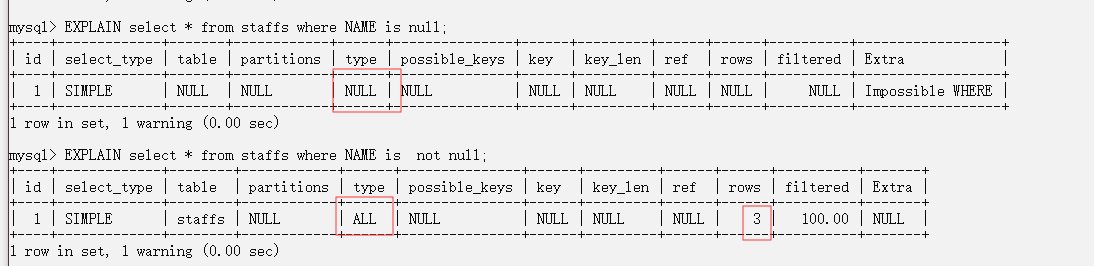 mysql> EXPLAIN select * from staffs where NAME is null;
+----+-------------+-------+------------+------+---------------+------+---------+------+------+----------+------------------+
| id | select_type | table | partitions | type | possible_keys | key | key_len | ref | rows | filtered | Extra |
+----+-------------+-------+------------+------+---------------+------+---------+------+------+----------+------------------+
| 1 | SIMPLE | NULL | NULL | NULL | NULL | NULL | NULL | NULL | NULL | NULL | Impossible WHERE |
+----+-------------+-------+------------+------+---------------+------+---------+------+------+----------+------------------+
1 row in set, 1 warning (0.00 sec)
mysql> EXPLAIN select * from staffs where NAME is  not null;
+----+-------------+--------+------------+------+---------------+------+---------+------+------+----------+-------+
| id | select_type | table | partitions | type | possible_keys | key | key_len | ref | rows | filtered | Extra |
+----+-------------+--------+------------+------+---------------+------+---------+------+------+----------+-------+
| 1 | SIMPLE | staffs | NULL | ALL | NULL | NULL | NULL | NULL | 3 | 100.00 | NULL |
+----+-------------+--------+------------+------+---------------+------+---------+------+------+----------+-------+
1 row in set, 1 warning (0.00 sec)